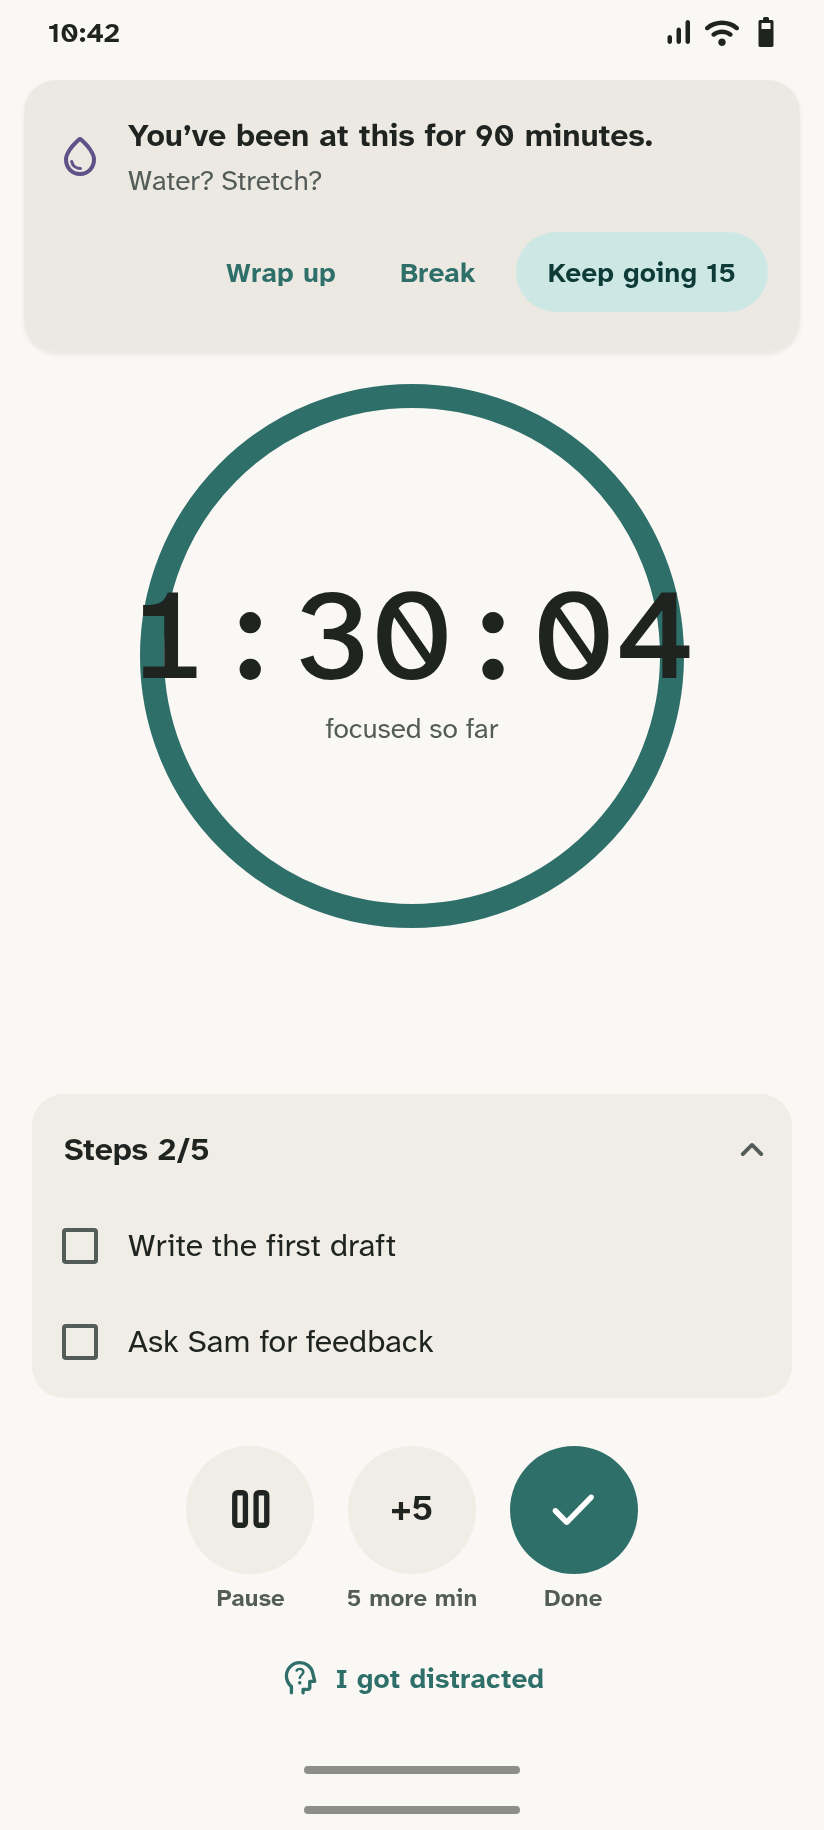 10:42
You’ve been at this for 90 minutes.
Water? Stretch?
Wrap up Break Keep going 15
1:30:04
focused so far
Steps 2/5
Write the first draft
Ask Sam for feedback
+5
Pause 5 more min Done
I got distracted